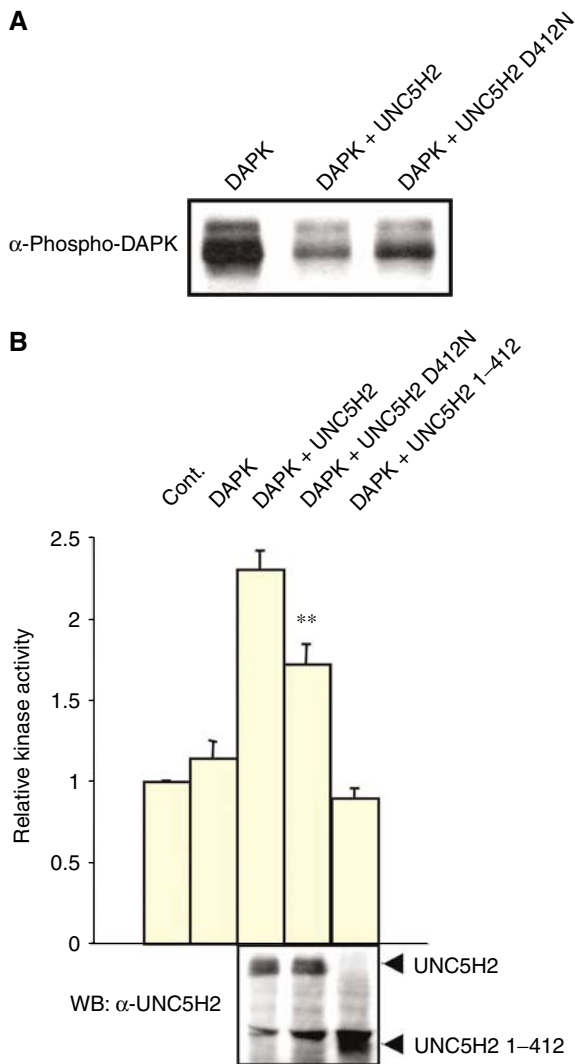 A
DAPK
DAPK + UNC5H2
DAPK + UNC5H2 D412N
α-Phospho-DAPK
B
Cont.
DAPK
DAPK + UNC5H2
DAPK + UNC5H2 D412N
DAPK + UNC5H2 1–412
Relative kinase activity
2.5
2
1.5
1
0.5
0
**
WB: α-UNC5H2
UNC5H2
UNC5H2 1–412